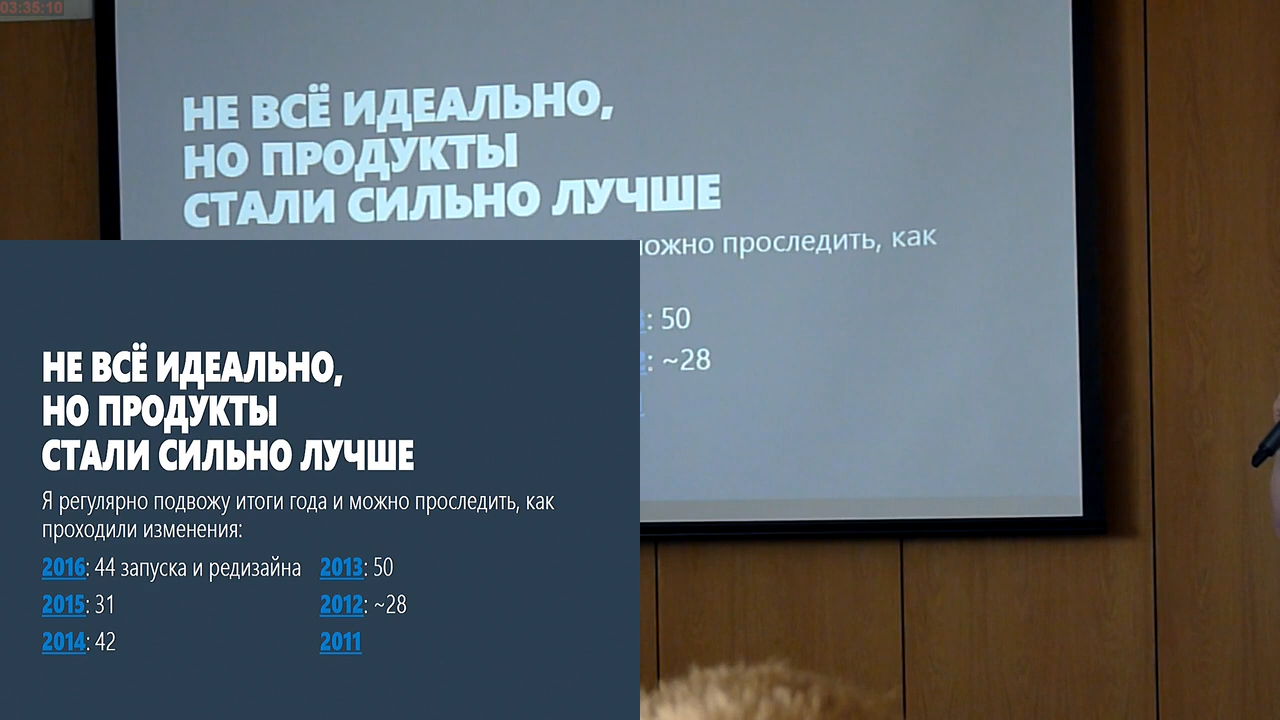 03:35:10
НЕ ВСЁ ИДЕАЛЬНО,
НО ПРОДУКТЫ
СТАЛИ СИЛЬНО ЛУЧШЕ
можно проследить, как
: 50
: ~28
НЕ ВСЁ ИДЕАЛЬНО,
НО ПРОДУКТЫ
СТАЛИ СИЛЬНО ЛУЧШЕ
Я регулярно подвожу итоги года и можно проследить, как
проходили изменения:
2016: 44 запуска и редизайна 2013: 50
2015: 31 2012: ~28
2014: 42 2011